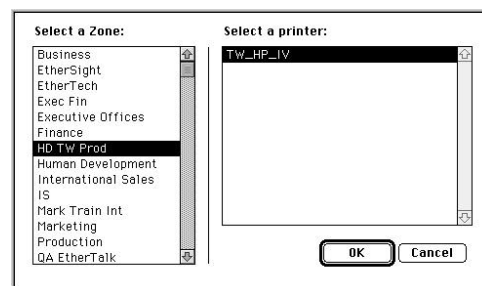 Select a Zone:
Business
EtherSight
EtherTech
Exec Fin
Executive Offices
Finance
HD TW Prod
Human Development
International Sales
IS
Mark Train Int
Marketing
Production
QA EtherTalk
Select a printer:
TW_HP_IV
OK
Cancel